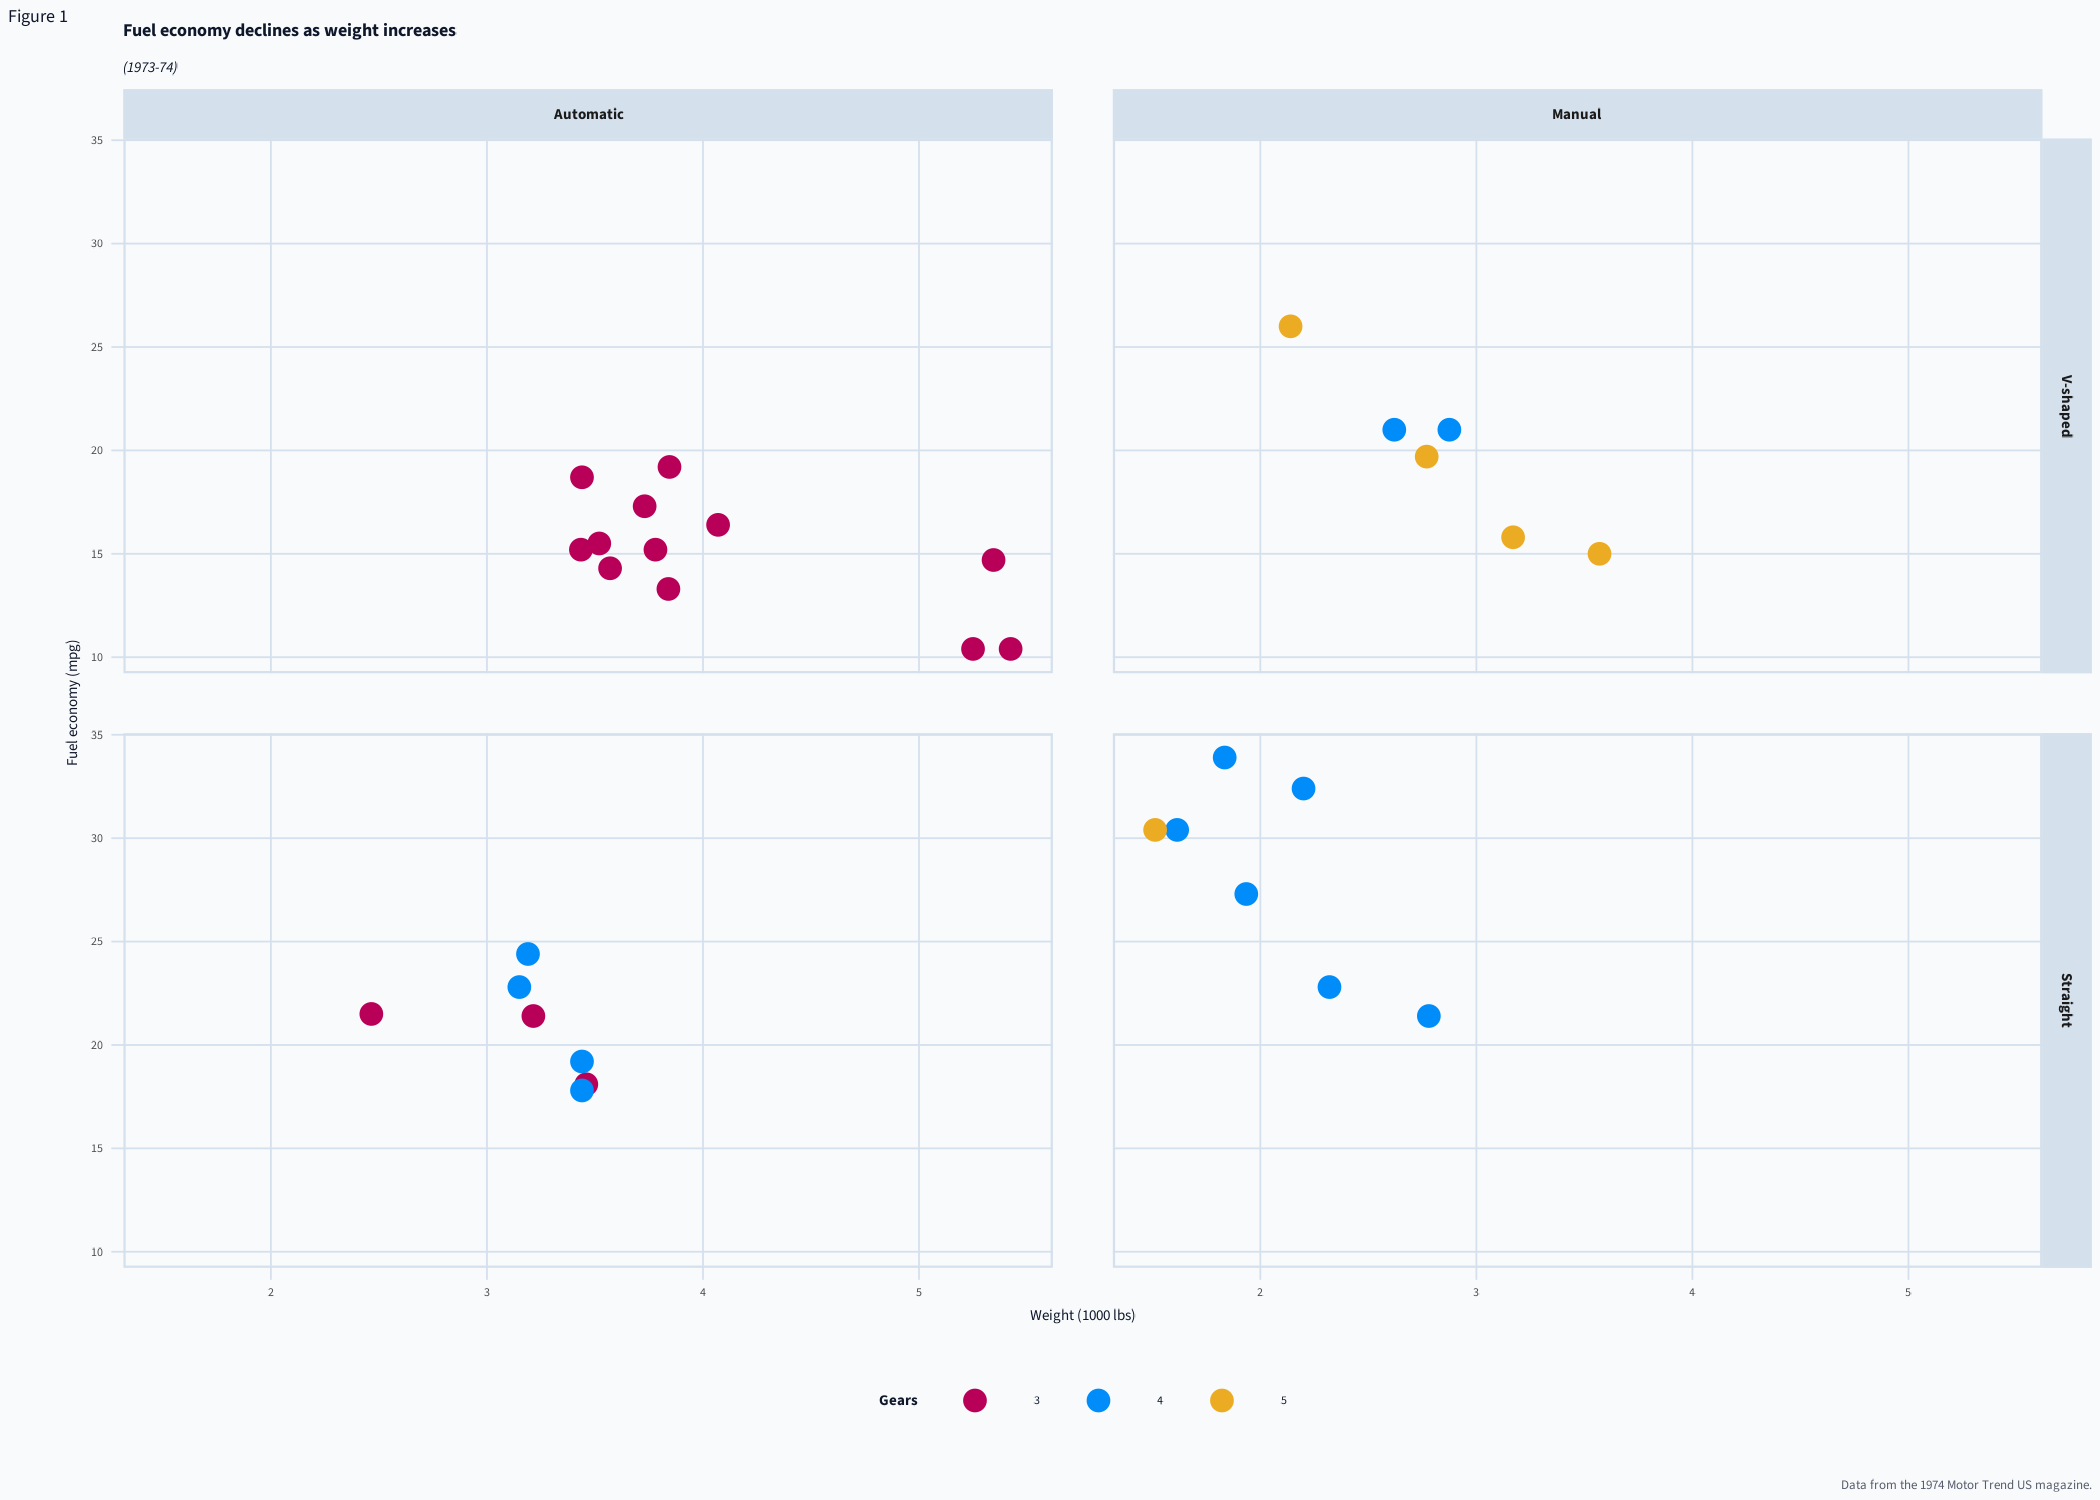 Figure 1
Fuel economy declines as weight increases
(1973-74)
Automatic
Manual
35
30
25
20
15
10
V-shaped
Fuel economy (mpg)
35
30
25
20
15
10
Straight
2 3 4 5
2 3 4 5
Weight (1000 lbs)
Gears 3 4 5
Data from the 1974 Motor Trend US magazine.